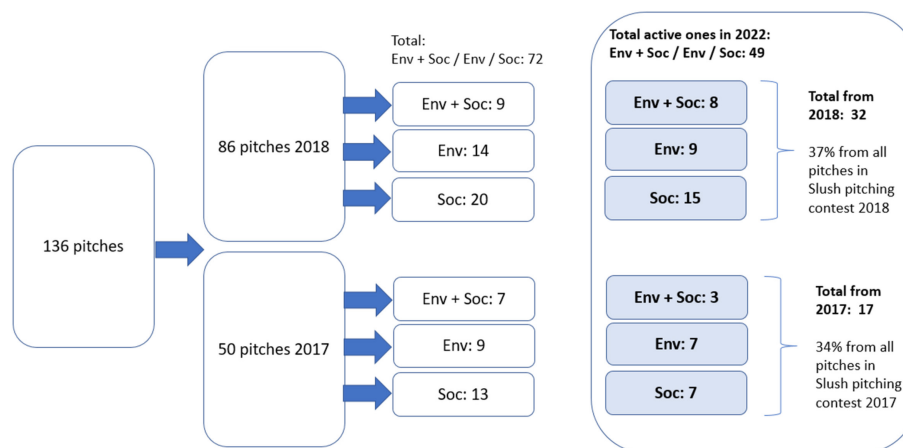 136 pitches
86 pitches 2018
50 pitches 2017
Total:
Env + Soc / Env / Soc: 72
Env + Soc: 9
Env: 14
Soc: 20
Env + Soc: 7
Env: 9
Soc: 13
Total active ones in 2022:
Env + Soc / Env / Soc: 49
Env + Soc: 8
Env: 9
Soc: 15
Total from
2018: 32
37% from all
pitches in
Slush pitching
contest 2018
Env + Soc: 3
Env: 7
Soc: 7
Total from
2017: 17
34% from all
pitches in
Slush pitching
contest 2017